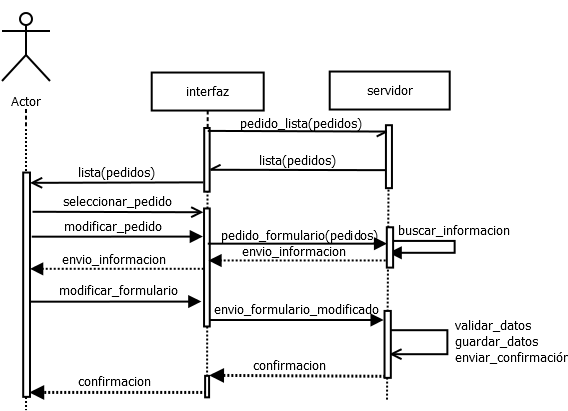 Actor
interfaz
servidor
pedido_lista(pedidos)
lista(pedidos)
lista(pedidos)
seleccionar_pedido
modificar_pedido
pedido_formulario(pedidos)
buscar_informacion
envio_informacion
envio_informacion
modificar_formulario
envio_formulario_modificado
validar_datos
guardar_datos
enviar_confirmación
confirmacion
confirmacion